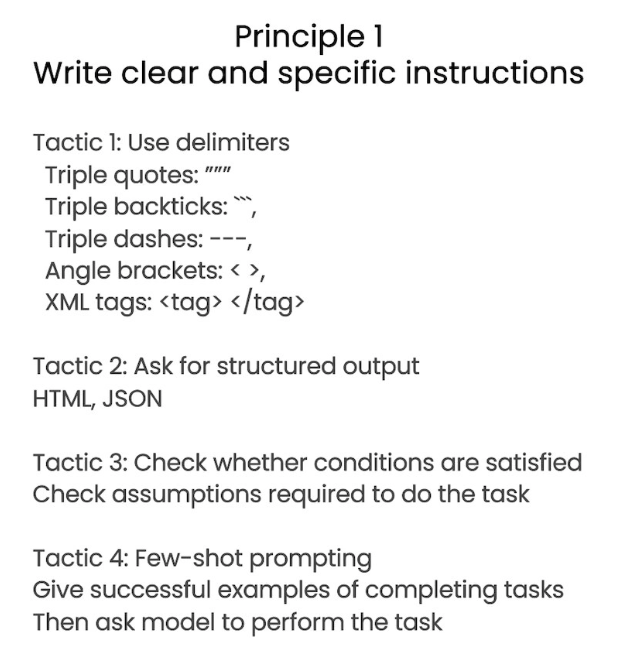 Principle 1
Write clear and specific instructions
Tactic 1: Use delimiters
Triple quotes: """
Triple backticks: ```,
Triple dashes: ---,
Angle brackets: < >,
XML tags: <tag> </tag>
Tactic 2: Ask for structured output
HTML, JSON
Tactic 3: Check whether conditions are satisfied
Check assumptions required to do the task
Tactic 4: Few-shot prompting
Give successful examples of completing tasks
Then ask model to perform the task